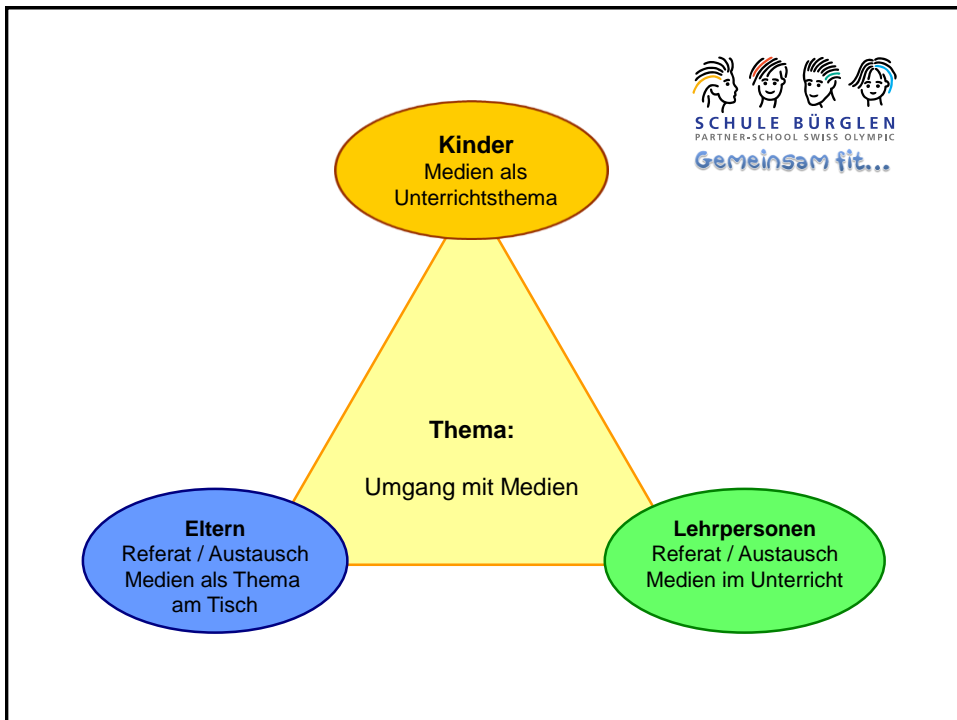 SCHULE BÜRGLEN
PARTNER-SCHOOL SWISS OLYMPIC
Gemeinsam fit...
Kinder
Medien als
Unterrichtsthema
Thema:
Umgang mit Medien
Eltern
Referat / Austausch
Medien als Thema
am Tisch
Lehrpersonen
Referat / Austausch
Medien im Unterricht